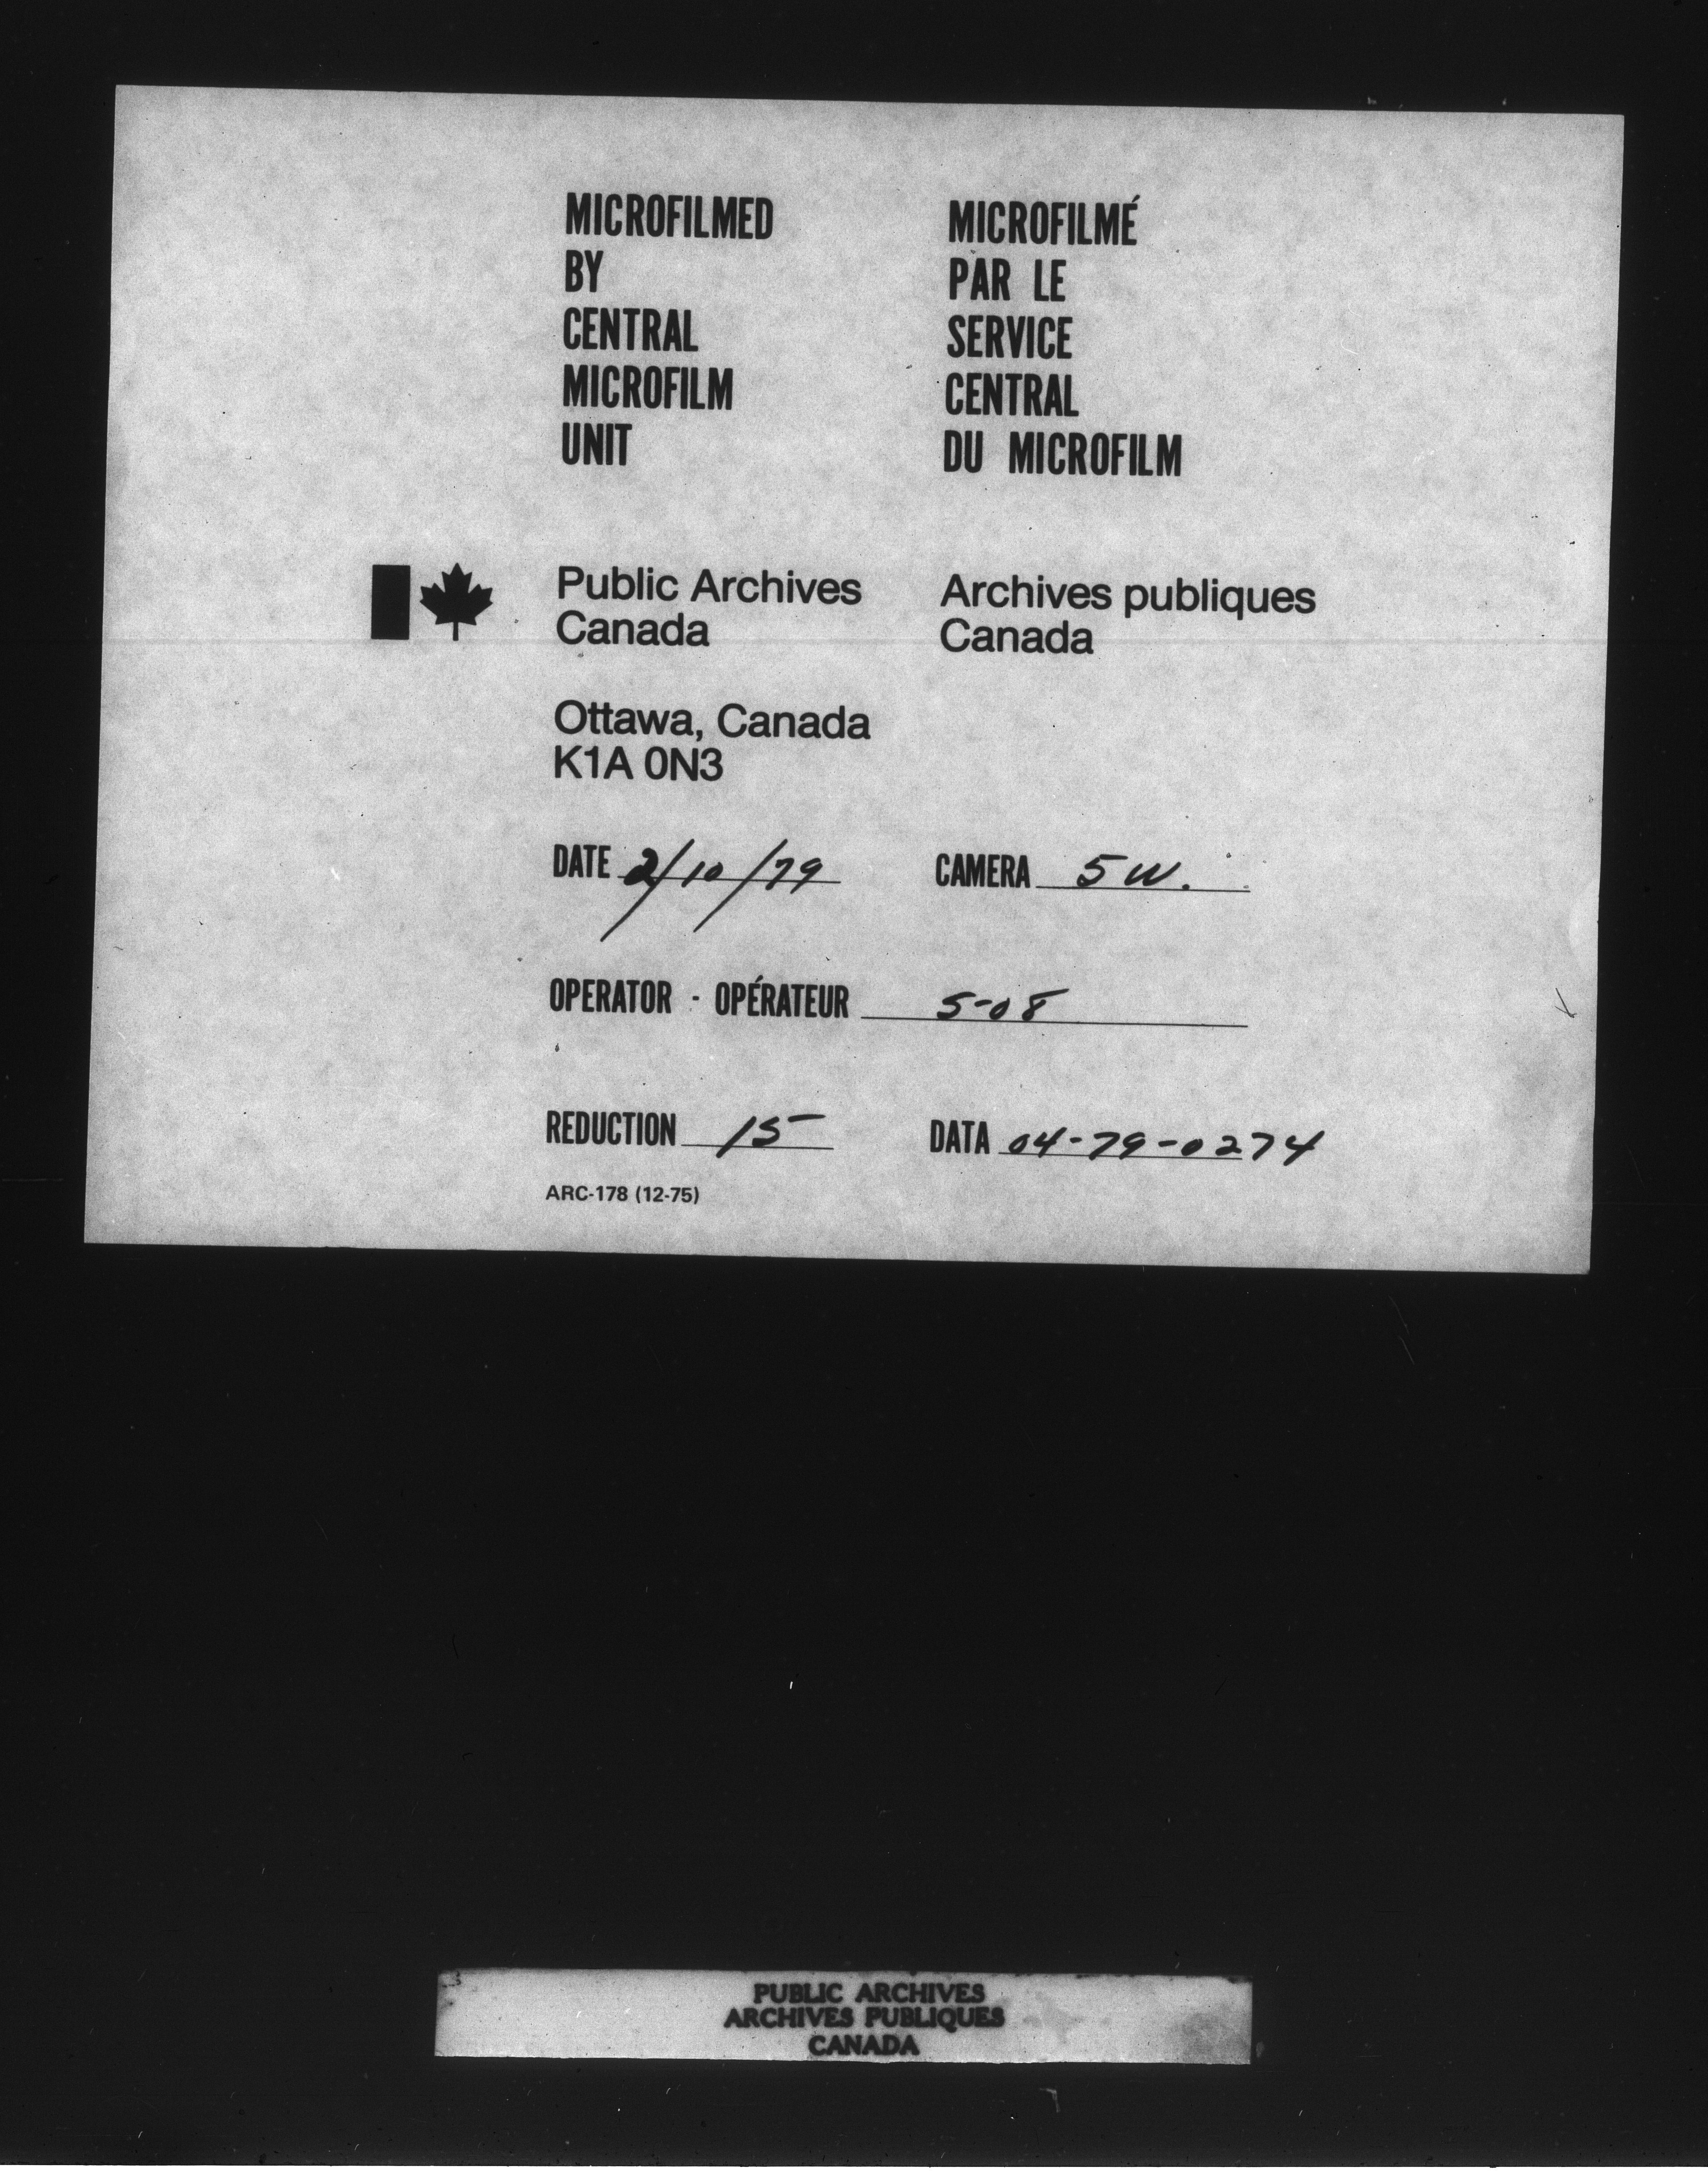 MICROFILMED
BY
CENTRAL
MICROFILM
UNIT
MICROFILMÉ
PAR LE
SERVICE
CENTRAL
DU MICROFILM
Public Archives
Canada
Archives publiques
Canada
Ottawa, Canada
K1A 0N3
DATE 2/10/79
CAMERA 5 W.
OPERATOR - OPÉRATEUR 5-08
REDUCTION 15
DATA 04-79-0274
ARC-178 (12-75)
PUBLIC ARCHIVES
ARCHIVES PUBLIQUES
CANADA